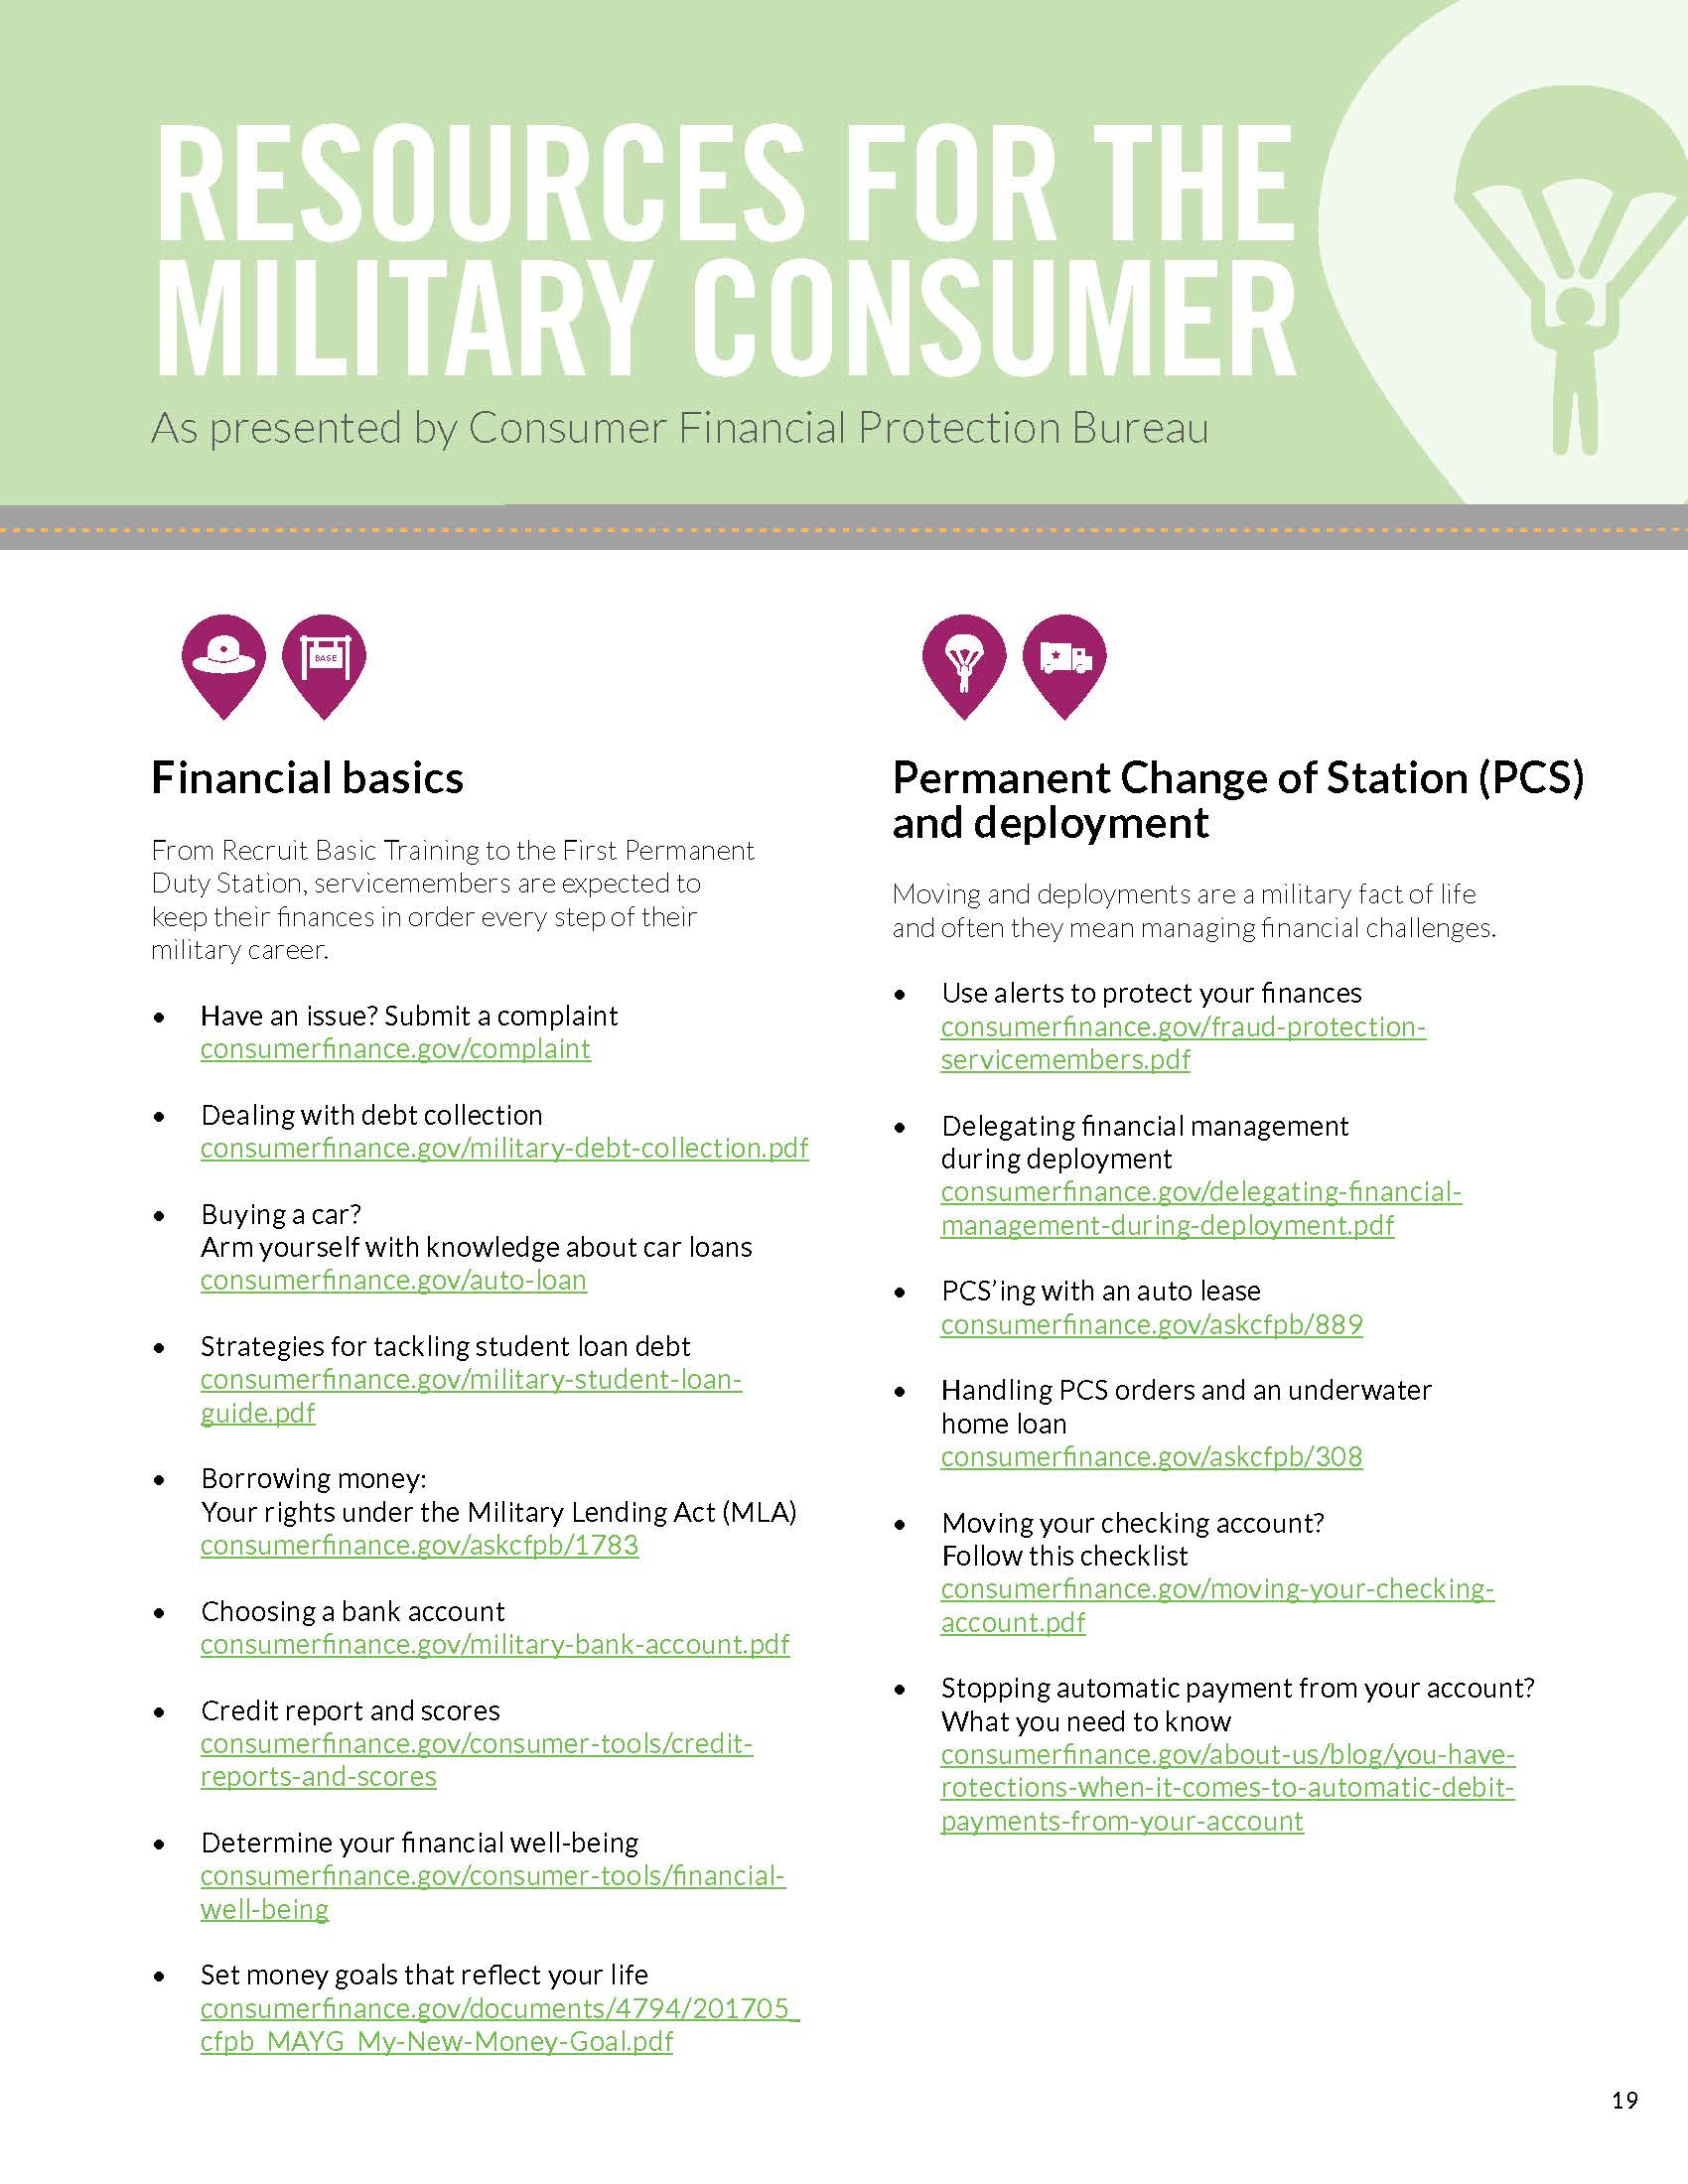 RESOURCES FOR THE
MILITARY CONSUMER
As presented by Consumer Financial Protection Bureau
BASE
Financial basics
From Recruit Basic Training to the First Permanent
Duty Station, servicemembers are expected to
keep their finances in order every step of their
military career.
• Have an issue? Submit a complaint
consumerfinance.gov/complaint
• Dealing with debt collection
consumerfinance.gov/military-debt-collection.pdf
• Buying a car?
Arm yourself with knowledge about car loans
consumerfinance.gov/auto-loan
• Strategies for tackling student loan debt
consumerfinance.gov/military-student-loan-
guide.pdf
• Borrowing money:
Your rights under the Military Lending Act (MLA)
consumerfinance.gov/askcfpb/1783
• Choosing a bank account
consumerfinance.gov/military-bank-account.pdf
• Credit report and scores
consumerfinance.gov/consumer-tools/credit-
reports-and-scores
• Determine your financial well-being
consumerfinance.gov/consumer-tools/financial-
well-being
• Set money goals that reflect your life
consumerfinance.gov/documents/4794/201705_
cfpb_MAYG_My-New-Money-Goal.pdf
Permanent Change of Station (PCS)
and deployment
Moving and deployments are a military fact of life
and often they mean managing financial challenges.
• Use alerts to protect your finances
consumerfinance.gov/fraud-protection-
servicemembers.pdf
• Delegating financial management
during deployment
consumerfinance.gov/delegating-financial-
management-during-deployment.pdf
• PCS’ing with an auto lease
consumerfinance.gov/askcfpb/889
• Handling PCS orders and an underwater
home loan
consumerfinance.gov/askcfpb/308
• Moving your checking account?
Follow this checklist
consumerfinance.gov/moving-your-checking-
account.pdf
• Stopping automatic payment from your account?
What you need to know
consumerfinance.gov/about-us/blog/you-have-
rotections-when-it-comes-to-automatic-debit-
payments-from-your-account
19